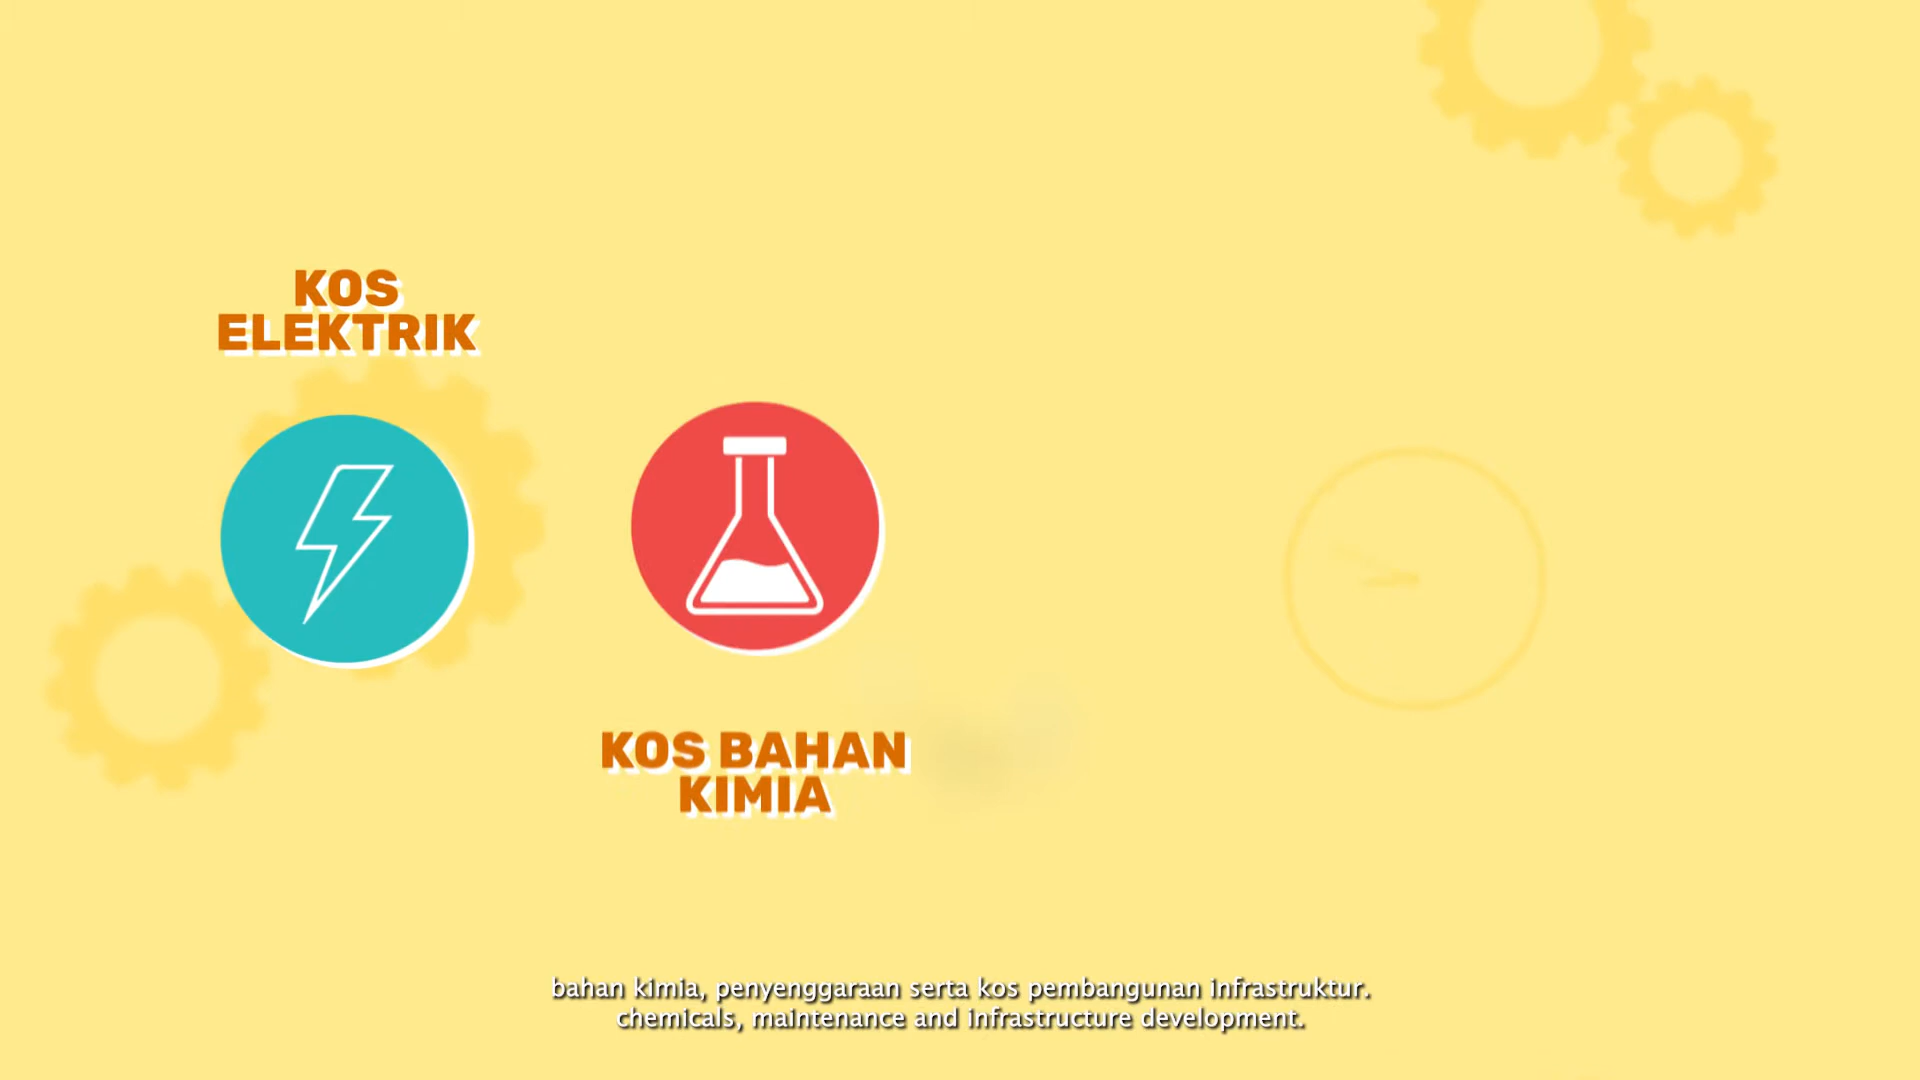 KOS
ELEKTRIK
KOS BAHAN
KIMIA
bahan kimia, penyenggaraan serta kos pembangunan infrastruktur.
chemicals, maintenance and infrastructure development.